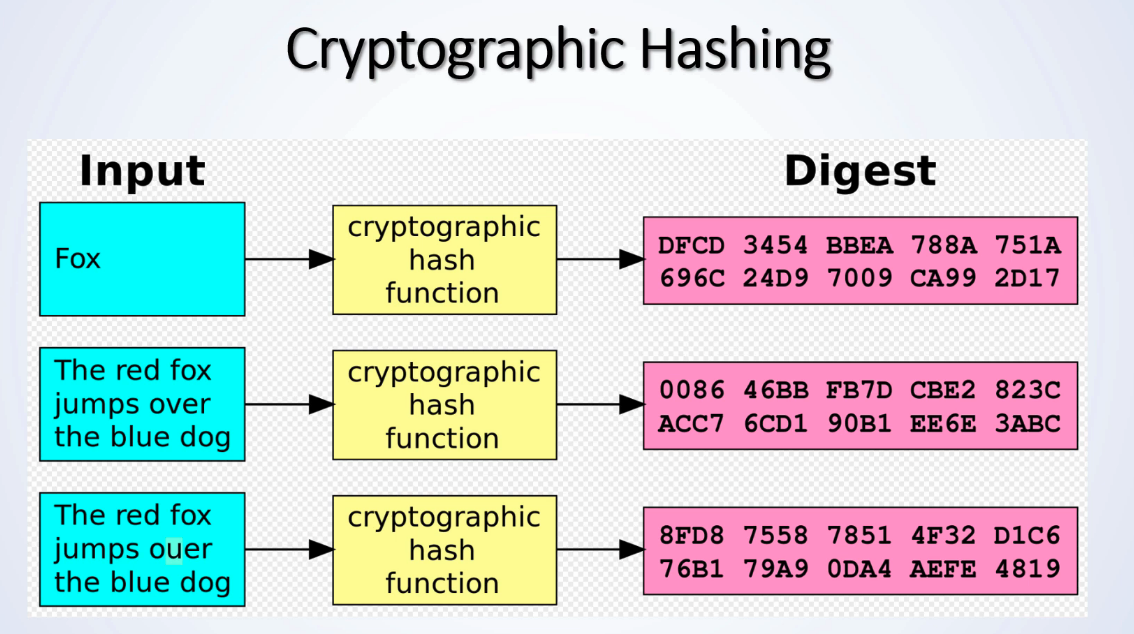 Cryptographic Hashing
Input
Digest
Fox
cryptographic
hash
function
DFCD 3454 BBEA 788A 751A
696C 24D9 7009 CA99 2D17
The red fox
jumps over
the blue dog
cryptographic
hash
function
0086 46BB FB7D CBE2 823C
ACC7 6CD1 90B1 EE6E 3ABC
The red fox
jumps ouer
the blue dog
cryptographic
hash
function
8FD8 7558 7851 4F32 D1C6
76B1 79A9 0DA4 AEFE 4819